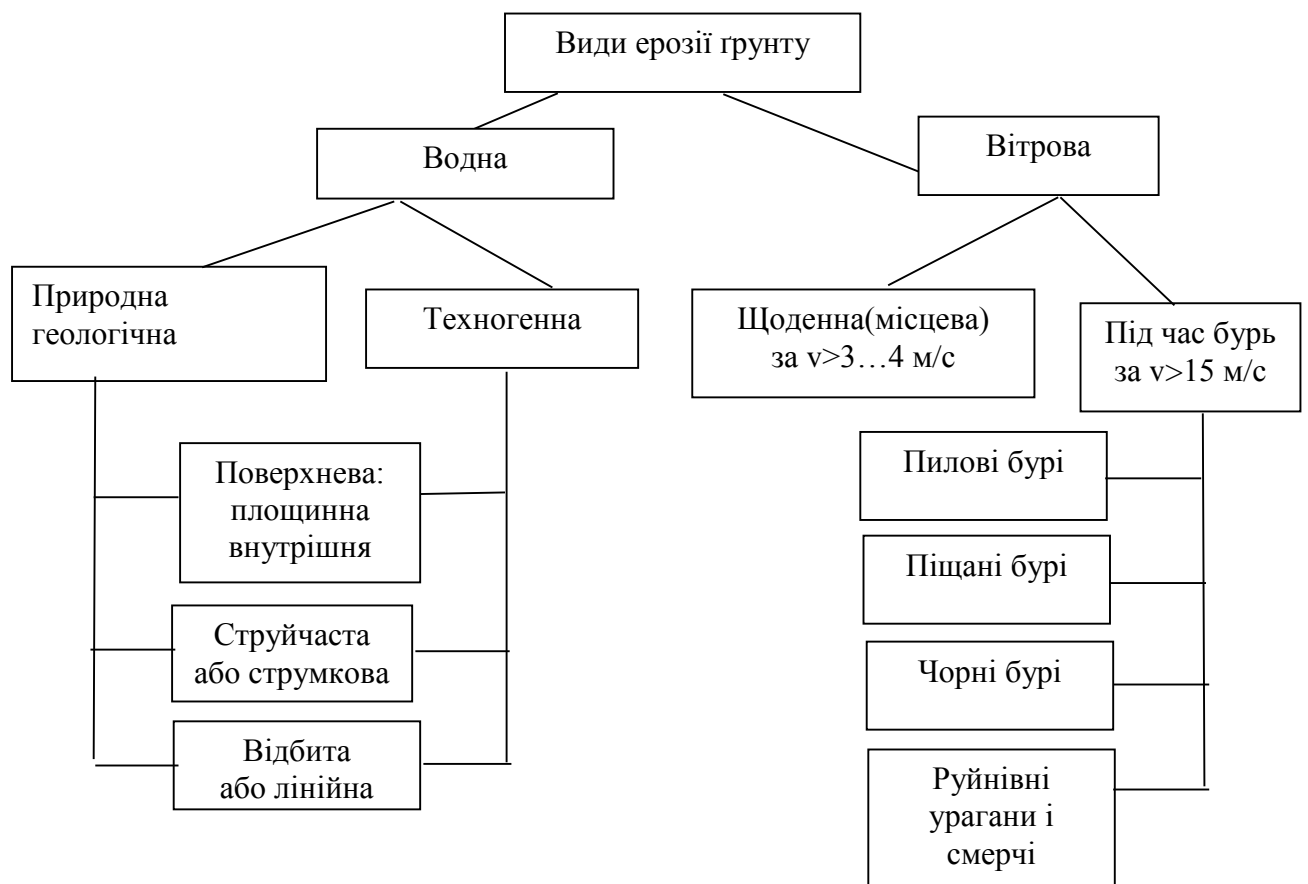 Види ерозії ґрунту
Водна
Вітрова
Природна
геологічна
Техногенна
Щоденна(місцева)
за v>3…4 м/с
Під час бурь
за v>15 м/с
Поверхнева:
площинна
внутрішня
Струйчаста
або струмкова
Відбита
або лінійна
Пилові бурі
Піщані бурі
Чорні бурі
Руйнівні
урагани і
смерчі